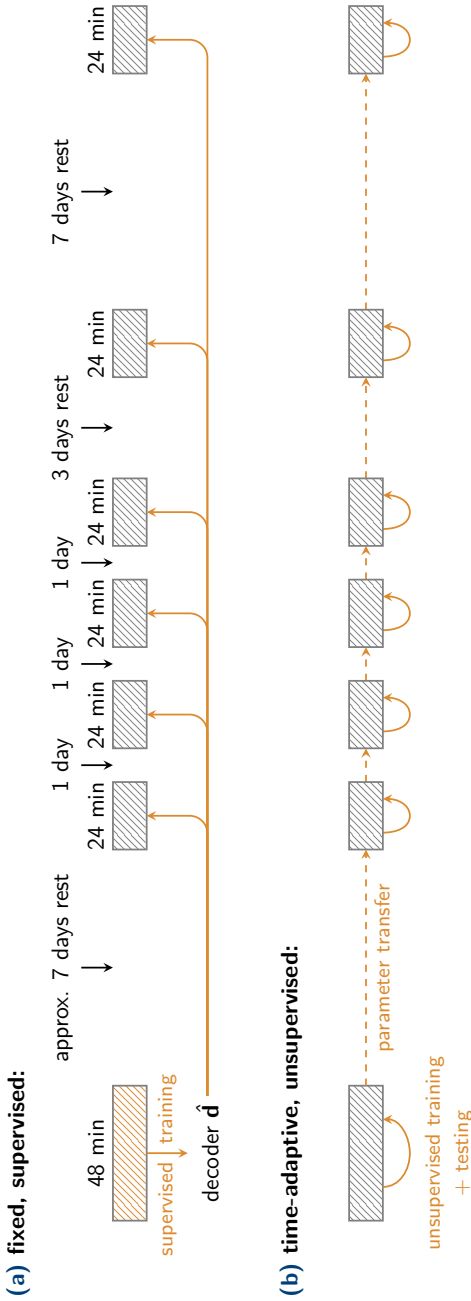 (a) fixed, supervised:
approx. 7 days rest
1 day
1 day
1 day
3 days rest
7 days rest
48 min
24 min
24 min
24 min
24 min
24 min
24 min
supervised training
decoder d̂
(b) time-adaptive, unsupervised:
parameter transfer
unsupervised training
+ testing